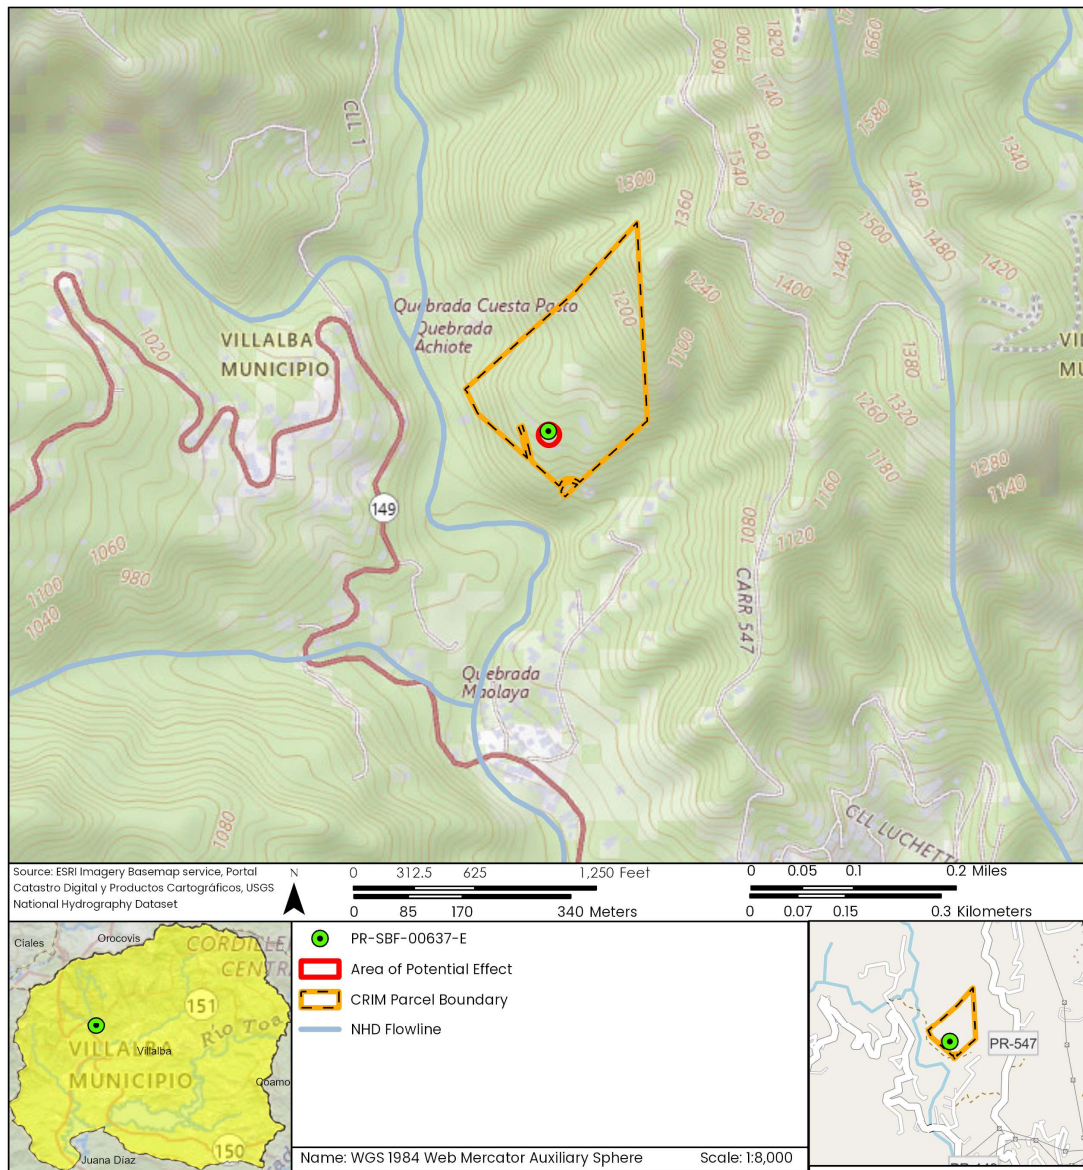 1600
1700
1820
1740
1660
CLL 1
1620
1580
1540
1340
1300
1360
1460
1520
1500
1480
1440
1420
1240
1400
Quebrada Cuesta Pasto
1200
Quebrada
Achiote
1020
VILLALBA
MUNICIPIO
1100
1380
VIL
MU
1320
1260
1180
1280
1160
1140
149
1080
1120
1060
980
1100
1040
CARR 547
Quebrada
Maolaya
1080
CLL LUCHETTI
Source: ESRI Imagery Basemap service, Portal
Catastro Digital y Productos Cartográficos, USGS
National Hydrography Dataset
N
0 312.5 625 1,250 Feet
0 85 170 340 Meters
0 0.05 0.1 0.2 Miles
0 0.07 0.15 0.3 Kilometers
Ciales
Orocovis
CORDILLE
CENTR
151
Río Toa
VILLALBA
Villalba
MUNICIPIO
Coamo
150
Juana Díaz
PR-SBF-00637-E
Area of Potential Effect
CRIM Parcel Boundary
NHD Flowline
PR-547
Name: WGS 1984 Web Mercator Auxiliary Sphere Scale: 1:8,000